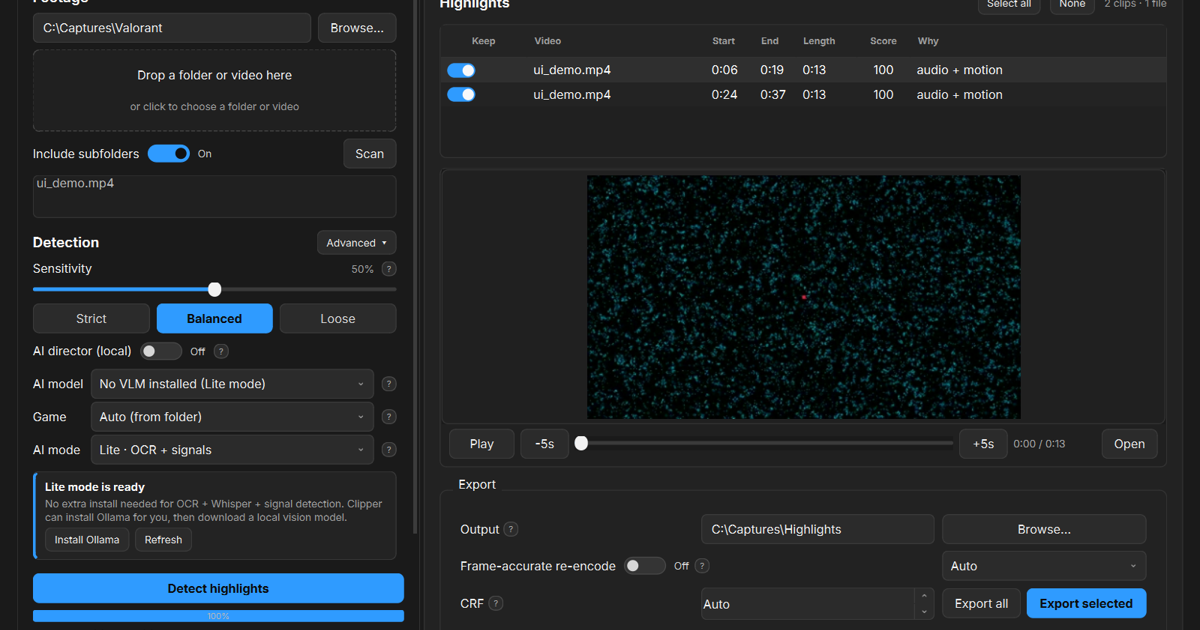 Footage
C:\Captures\Valorant
Browse...
Drop a folder or video here
or click to choose a folder or video
Include subfolders
On
Scan
ui_demo.mp4
Detection
Advanced
Sensitivity
50%
?
Strict
Balanced
Loose
AI director (local)
Off
?
AI model
No VLM installed (Lite mode)
?
Game
Auto (from folder)
?
AI mode
Lite · OCR + signals
?
Lite mode is ready
No extra install needed for OCR + Whisper + signal detection. Clipper
can install Ollama for you, then download a local vision model.
Install Ollama
Refresh
Detect highlights
100%
Highlights
Select all
None
2 clips · 1 file
Keep Video Start End Length Score Why
ui_demo.mp4 0:06 0:19 0:13 100 audio + motion
ui_demo.mp4 0:24 0:37 0:13 100 audio + motion
Play
-5s
+5s
0:00 / 0:13
Open
Export
Output ?
C:\Captures\Highlights
Browse...
Frame-accurate re-encode
Off
?
Auto
CRF ?
Auto
Export all
Export selected